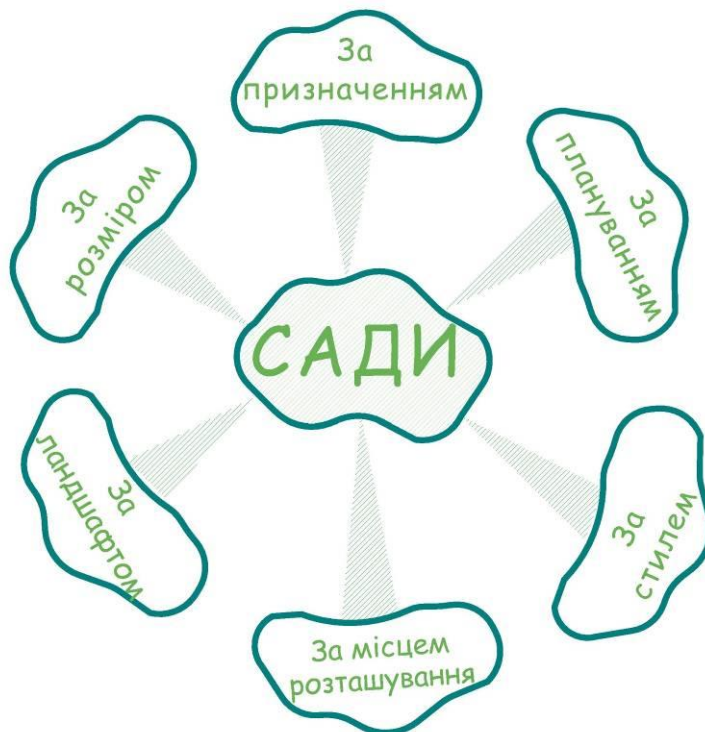 За
призначенням
За
плануванням
За
розміром
САДИ
За
ландшафтом
За
стилем
За місцем
розташування